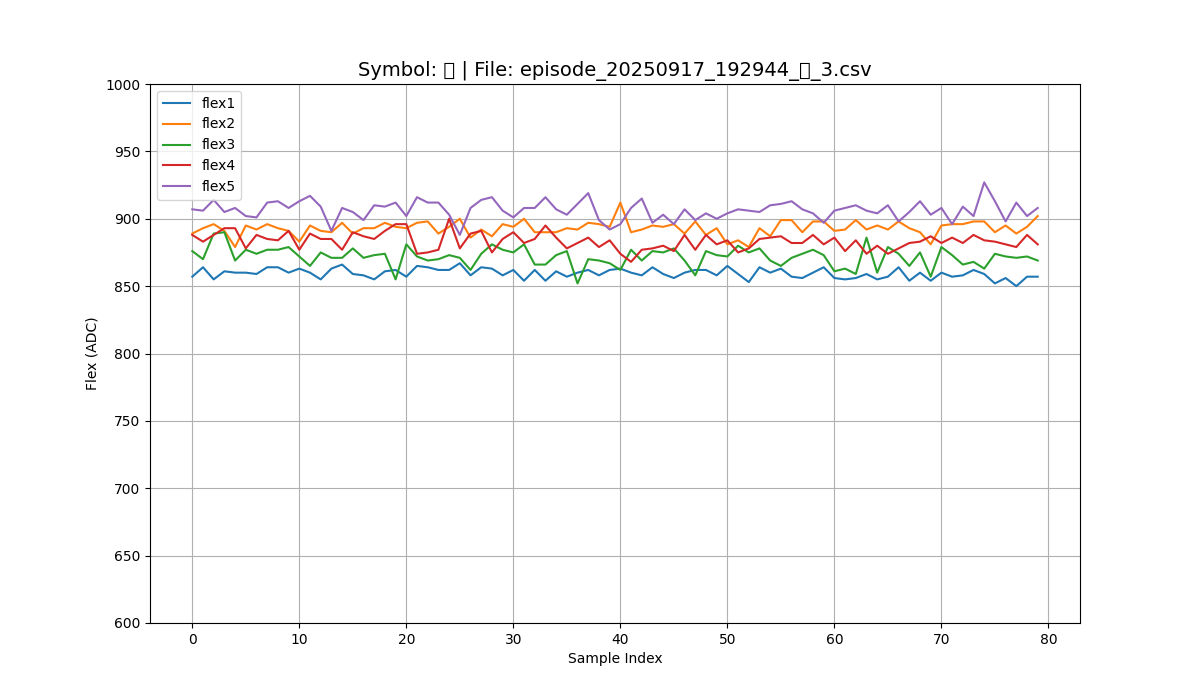 Symbol: | File: episode_20250917_192944_ _3.csv
1000
950
900
850
800
750
700
650
600
flex1
flex2
flex3
flex4
flex5
Flex (ADC)
0 10 20 30 40 50 60 70 80
Sample Index